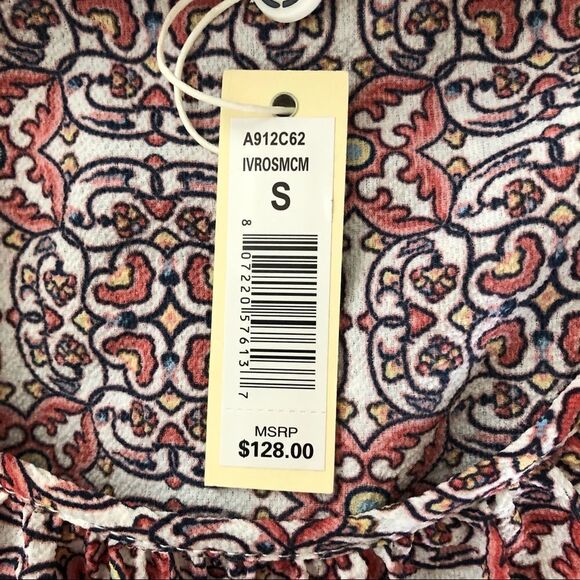 A912C62
IVROSMCM
S
8 07220 57613 7
MSRP
$128.00